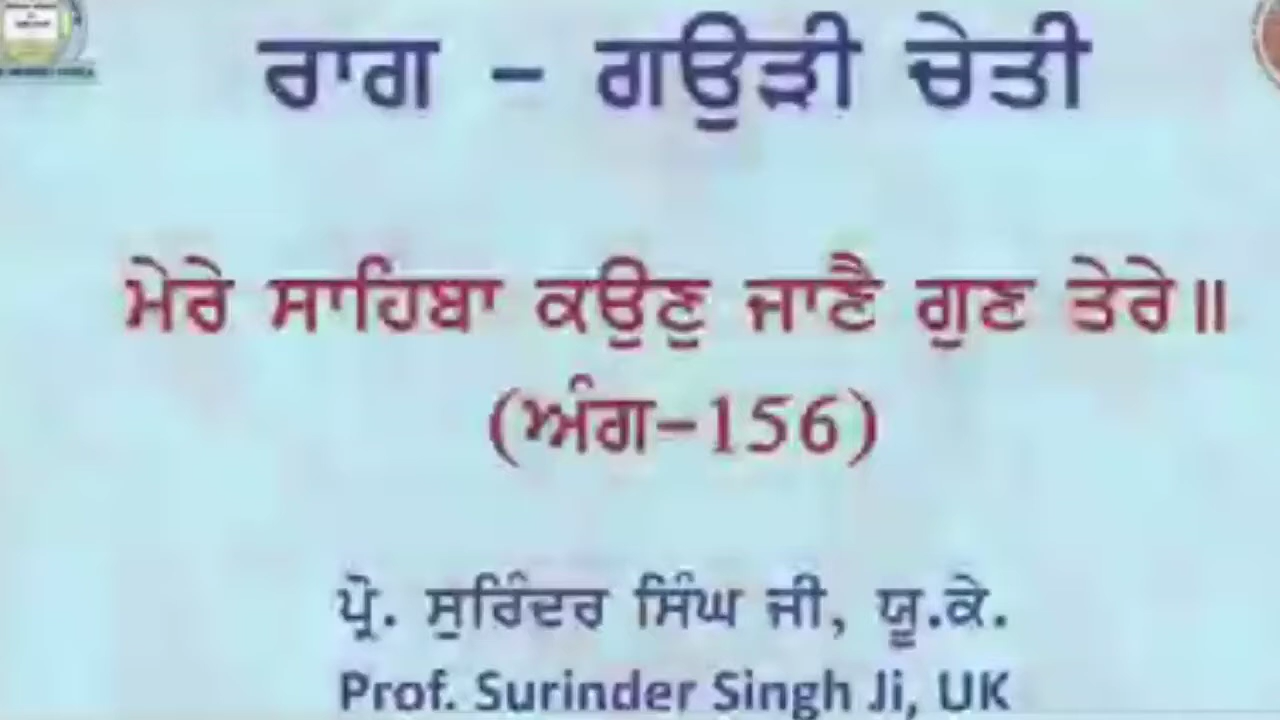 ਰਾਗ - ਗਉੜੀ ਚੇਤੀ
ਮੇਰੇ ਸਾਹਿਬਾ ਕਉਣੁ ਜਾਣੈ ਗੁਣ ਤੇਰੇ॥
(ਅੰਗ-156)
ਪ੍ਰੋ. ਸੁਰਿੰਦਰ ਸਿੰਘ ਜੀ, ਯੂ.ਕੇ.
Prof. Surinder Singh Ji, UK